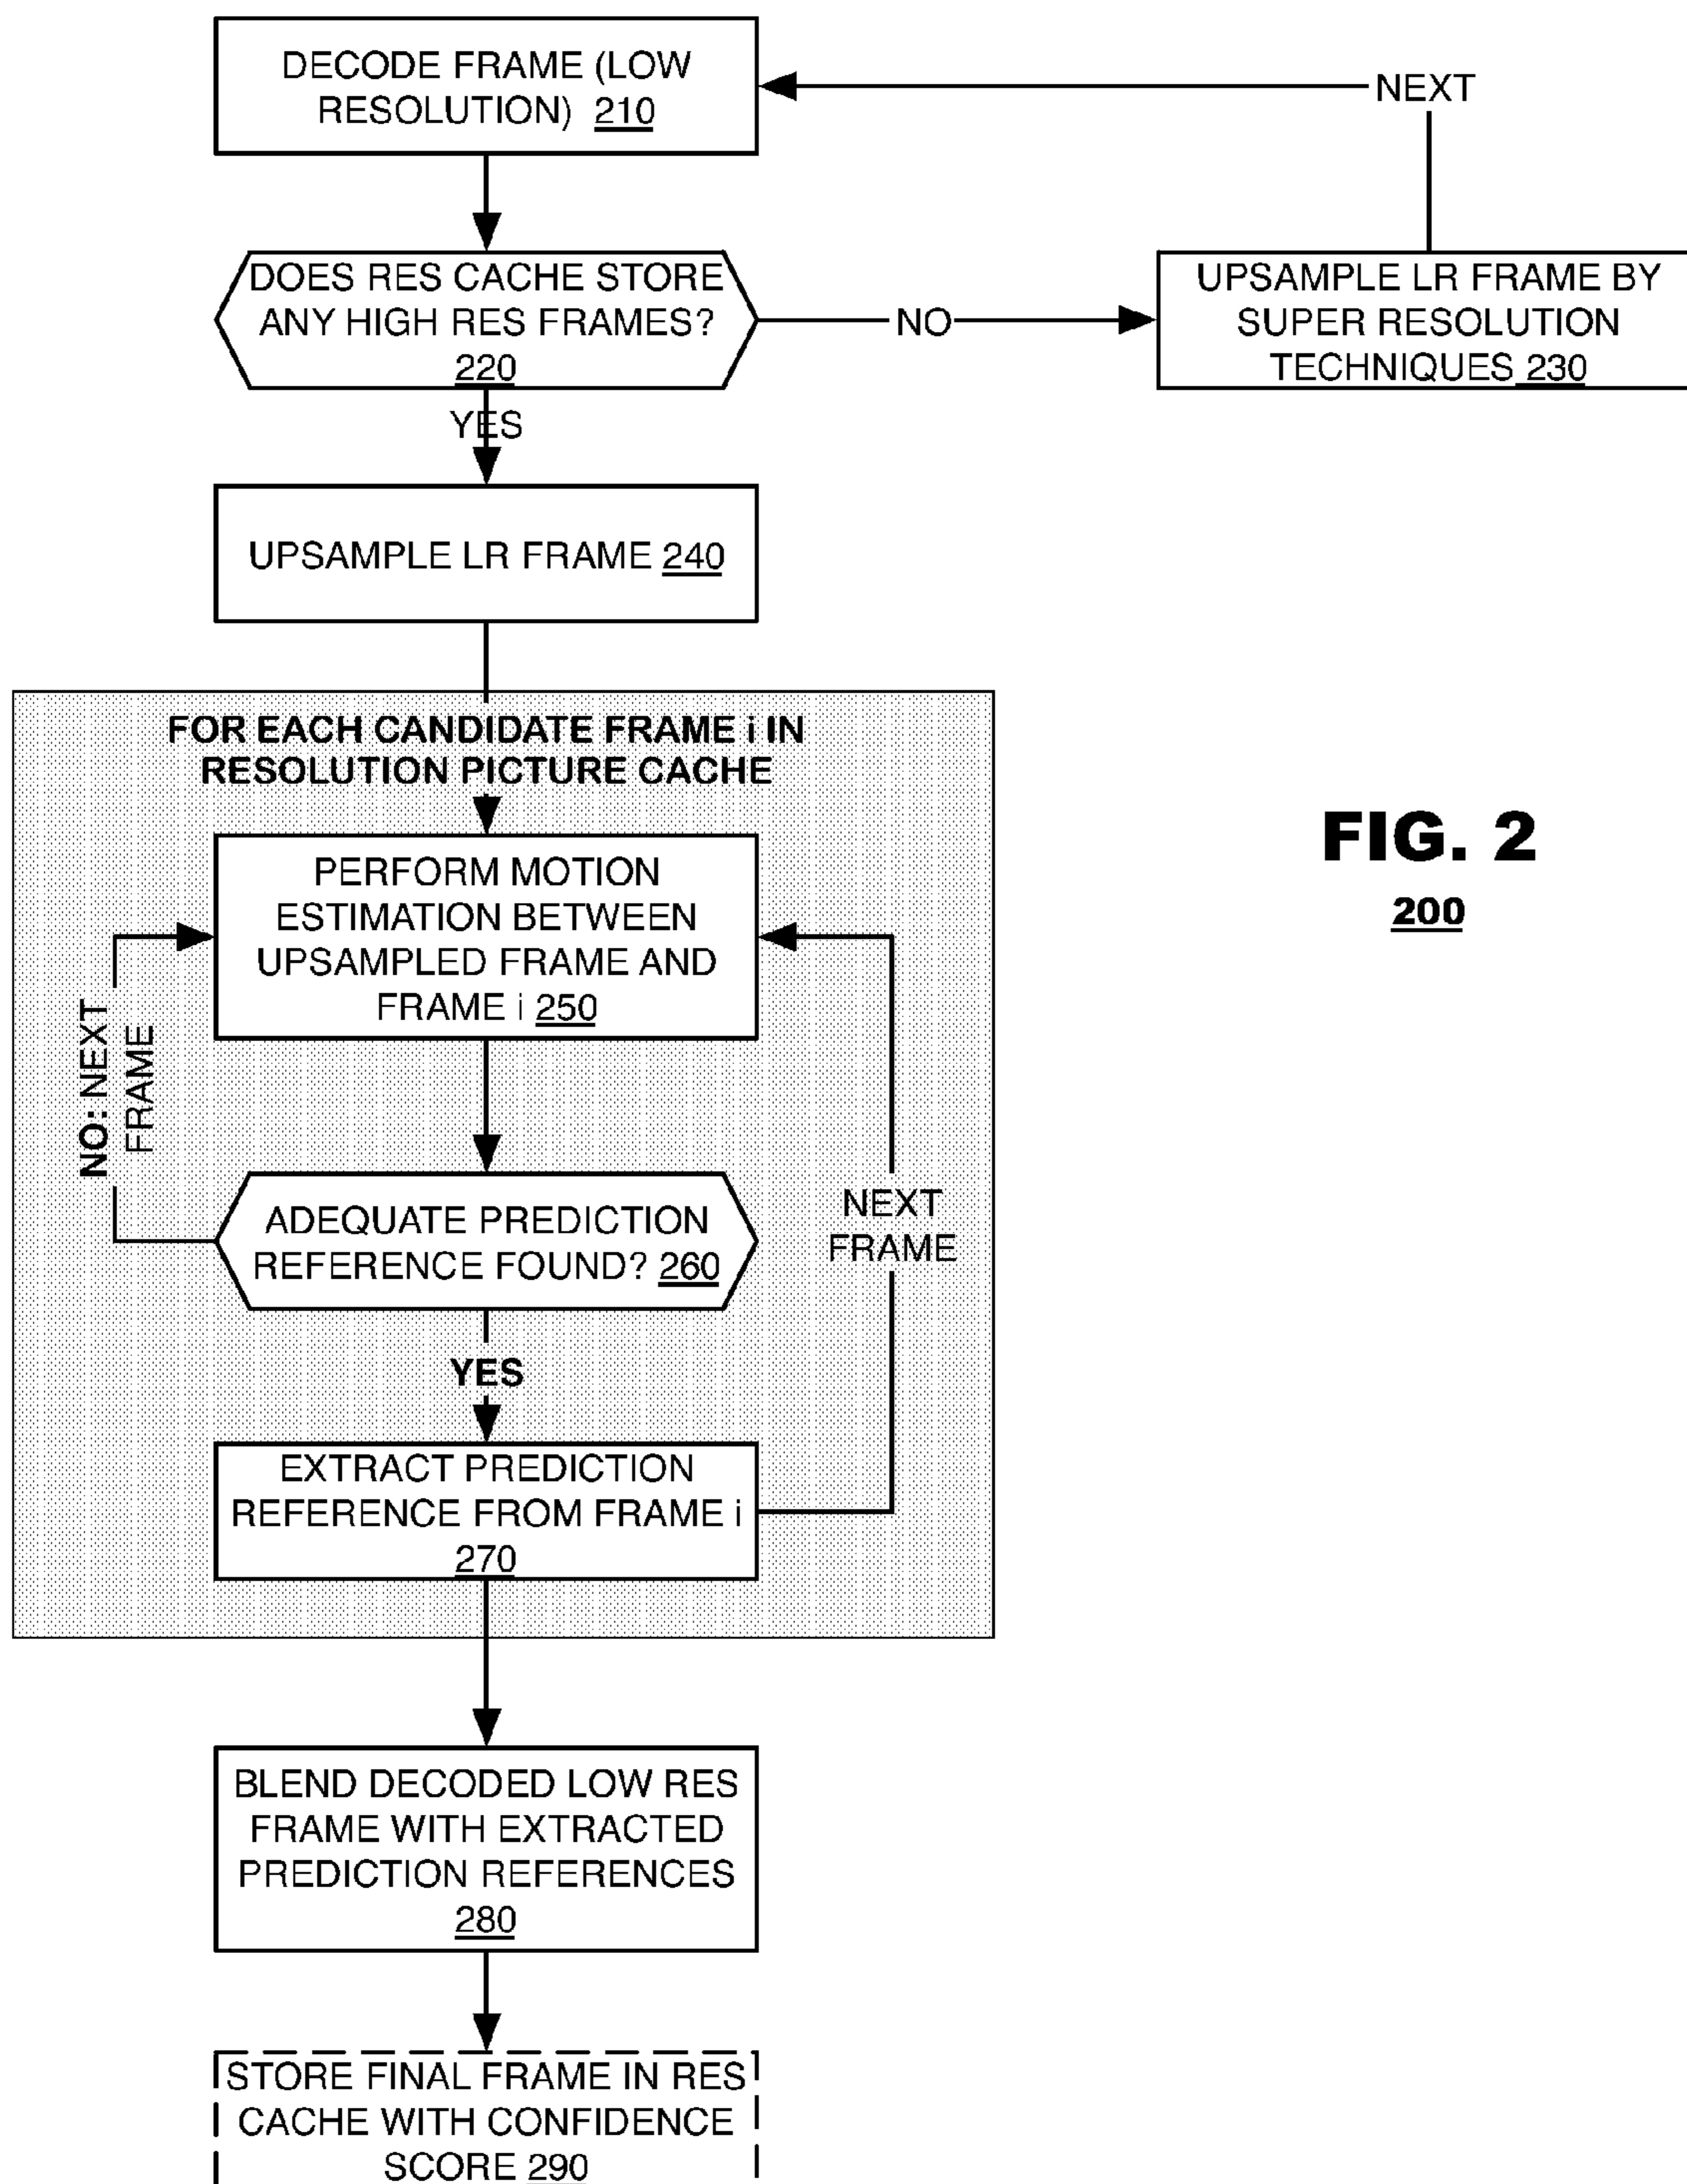 DECODE FRAME (LOW
RESOLUTION) 210
NEXT
DOES RES CACHE STORE
ANY HIGH RES FRAMES?
220
NO
UPSAMPLE LR FRAME BY
SUPER RESOLUTION
TECHNIQUES 230
YES
UPSAMPLE LR FRAME 240
FOR EACH CANDIDATE FRAME i IN
RESOLUTION PICTURE CACHE
PERFORM MOTION
ESTIMATION BETWEEN
UPSAMPLED FRAME AND
FRAME i 250
NO: NEXT
FRAME
ADEQUATE PREDICTION
REFERENCE FOUND? 260
NEXT
FRAME
YES
EXTRACT PREDICTION
REFERENCE FROM FRAME i
270
BLEND DECODED LOW RES
FRAME WITH EXTRACTED
PREDICTION REFERENCES
280
STORE FINAL FRAME IN RES
CACHE WITH CONFIDENCE
SCORE 290
FIG. 2
200